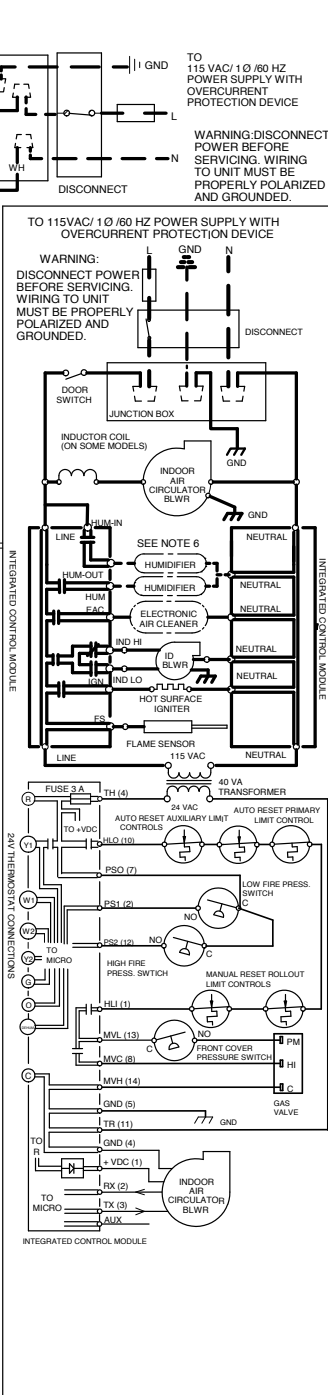 GND
L
N
WH
DISCONNECT
TO
115 VAC/ 1 Ø /60 HZ
POWER SUPPLY WITH
OVERCURRENT
PROTECTION DEVICE
WARNING:DISCONNECT
POWER BEFORE
SERVICING. WIRING
TO UNIT MUST BE
PROPERLY POLARIZED
AND GROUNDED.
TO 115VAC/ 1 Ø /60 HZ POWER SUPPLY WITH
OVERCURRENT PROTECTION DEVICE
WARNING:
DISCONNECT POWER
BEFORE SERVICING.
WIRING TO UNIT
MUST BE PROPERLY
POLARIZED AND
GROUNDED.
L
GND
N
DISCONNECT
DOOR
SWITCH
JUNCTION BOX
GND
INDUCTOR COIL
(ON SOME MODELS)
INDOOR
AIR
CIRCULATOR
BLWR
GND
INTEGRATED CONTROL MODULE
LINE
HUM-IN
SEE NOTE 6
NEUTRAL
HUMIDIFIER
HUM-OUT
HUMIDIFIER
NEUTRAL
HUM
EAC
ELECTRONIC
AIR CLEANER
NEUTRAL
IND HI
ID
BLWR
NEUTRAL
IGN
IND LO
HOT SURFACE
IGNITER
NEUTRAL
FS
FLAME SENSOR
LINE
115 VAC
NEUTRAL
INTEGRATED CONTROL MODULE
40 VA
TRANSFORMER
24 VAC
FUSE 3 A
TH (4)
R
TO +VDC
AUTO RESET AUXILIARY LIMIT
CONTROLS
AUTO RESET PRIMARY
LIMIT CONTROL
Y1
HLO (10)
24V THERMOSTAT CONNECTIONS
PSO (7)
LOW FIRE PRESS.
SWITCH
W1
PS1 (2)
NO
C
W2
PS2 (12)
NO
C
Y2
TO
MICRO
HIGH FIRE
PRESS. SWTICH
G
MANUAL RESET ROLLOUT
LIMIT CONTROLS
O
HLI (1)
MVL (13)
C
NO
FRONT COVER
PRESSURE SWITCH
PM
MVC (8)
HI
C
MVH (14)
C
GAS
VALVE
GND (5)
GND
TR (11)
TO
R
GND (4)
+ VDC (1)
RX (2)
TO
MICRO
TX (3)
AUX
INDOOR
AIR
CIRCULATOR
BLWR
INTEGRATED CONTROL MODULE